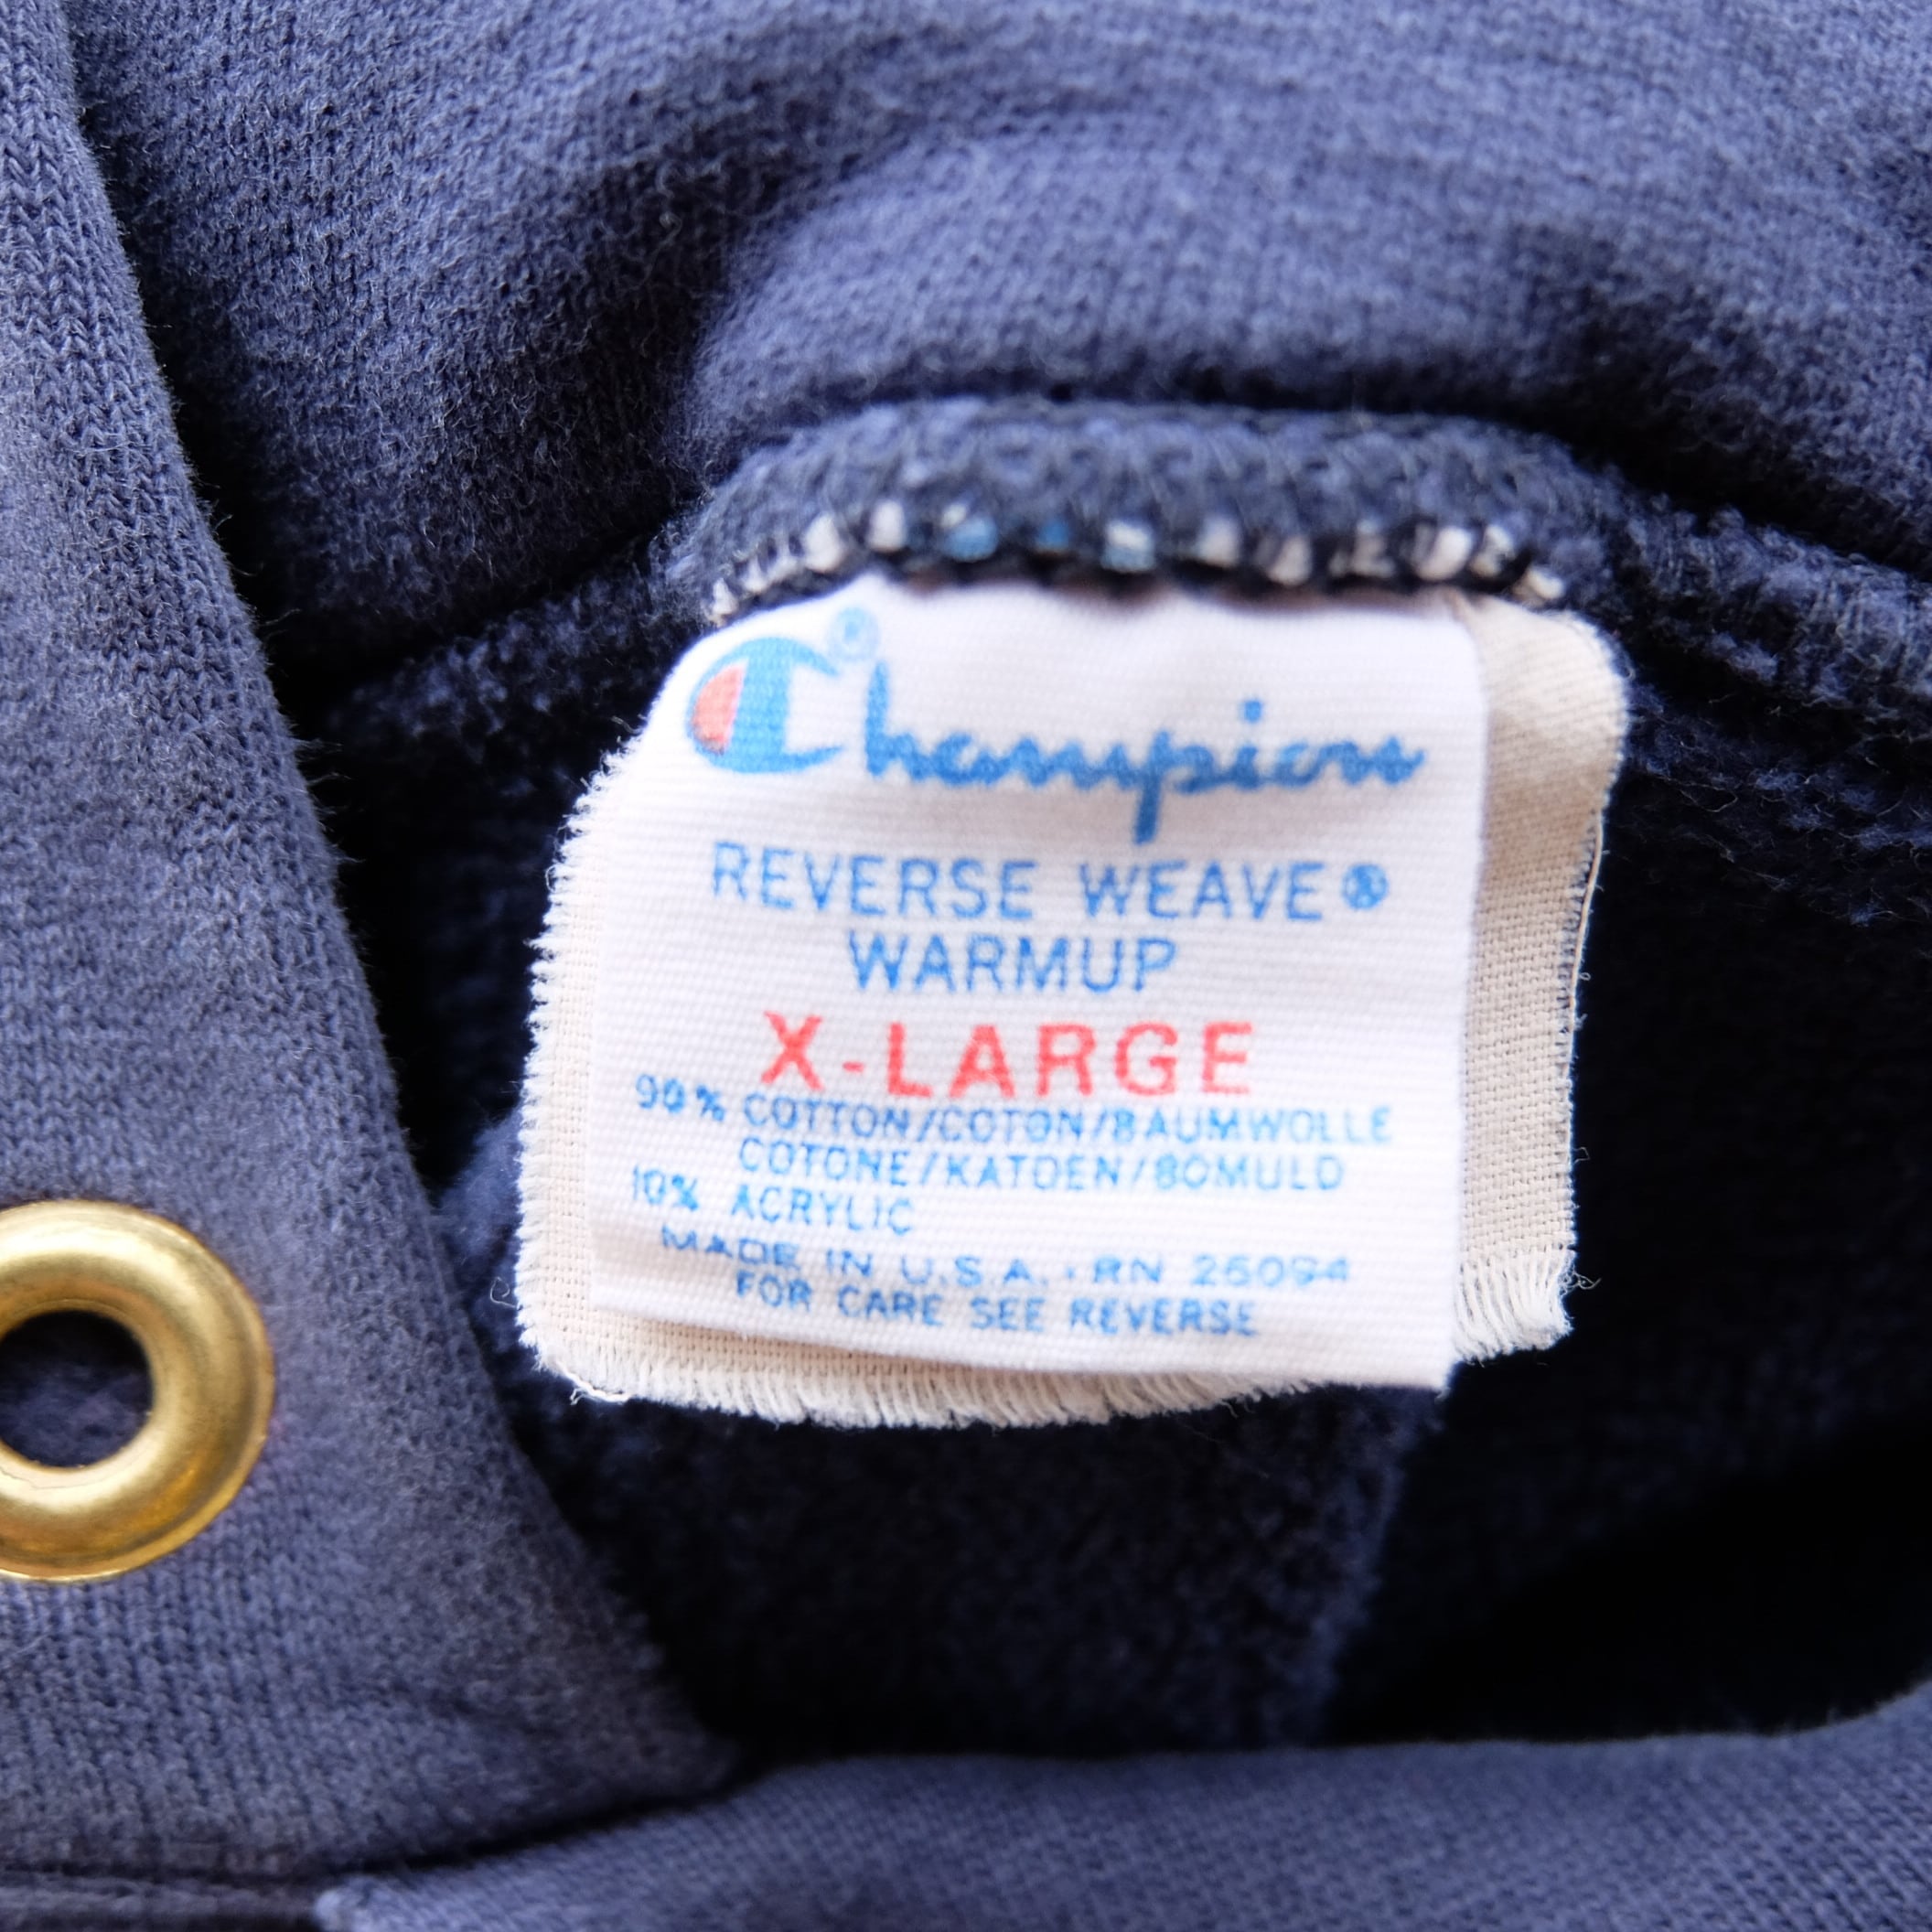 Champion®
REVERSE WEAVE®
WARMUP
X-LARGE
90% COTTON/COTON/BAUMWOLLE
COTONE/KATOEN/BOMULD
10% ACRYLIC
MADE IN U.S.A. · RN 26094
FOR CARE SEE REVERSE